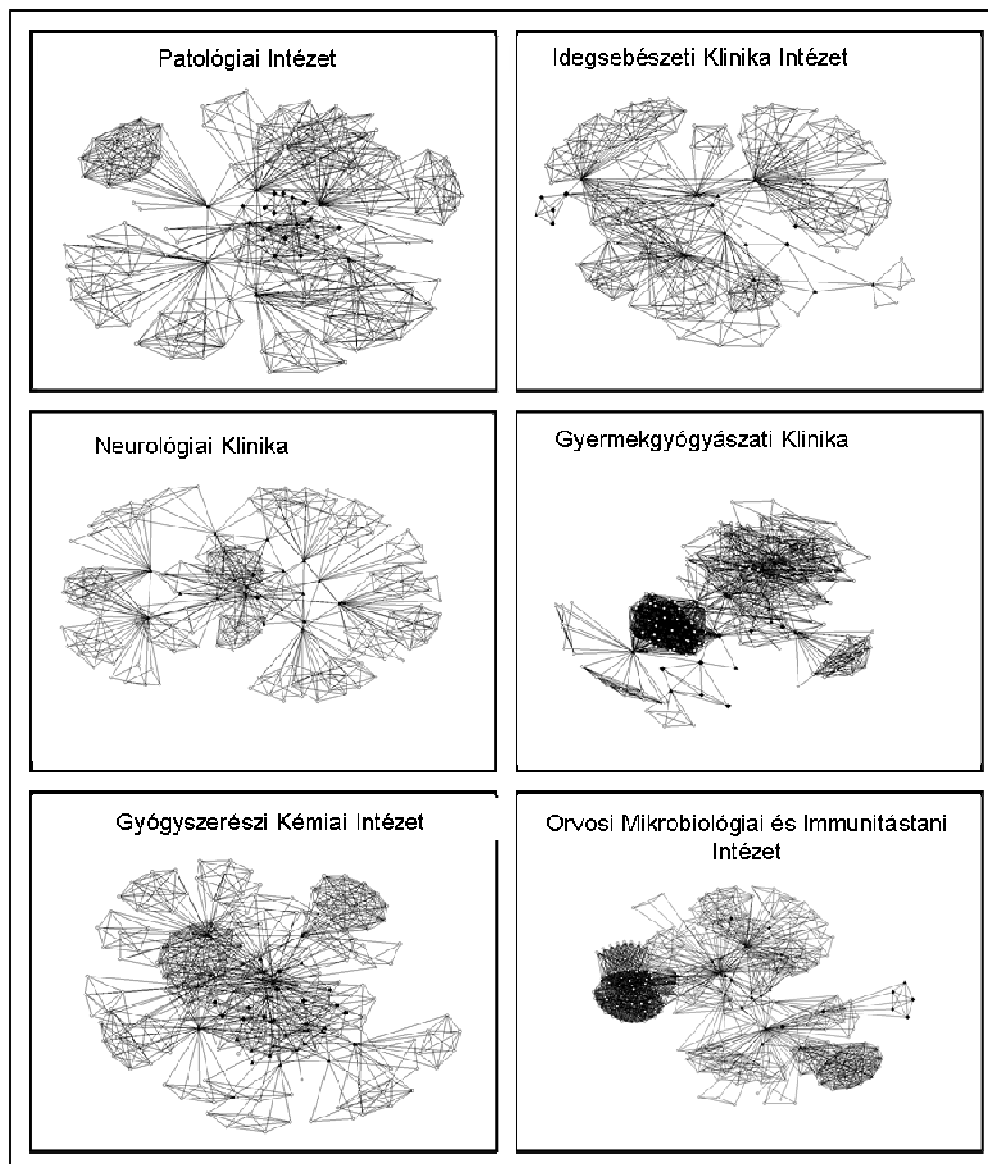 Patológiai Intézet
Idegsebészeti Klinika Intézet
Neurológiai Klinika
Gyermekgyógyászati Klinika
Gyógyszerészi Kémiai Intézet
Orvosi Mikrobiológiai és Immunitástani
Intézet